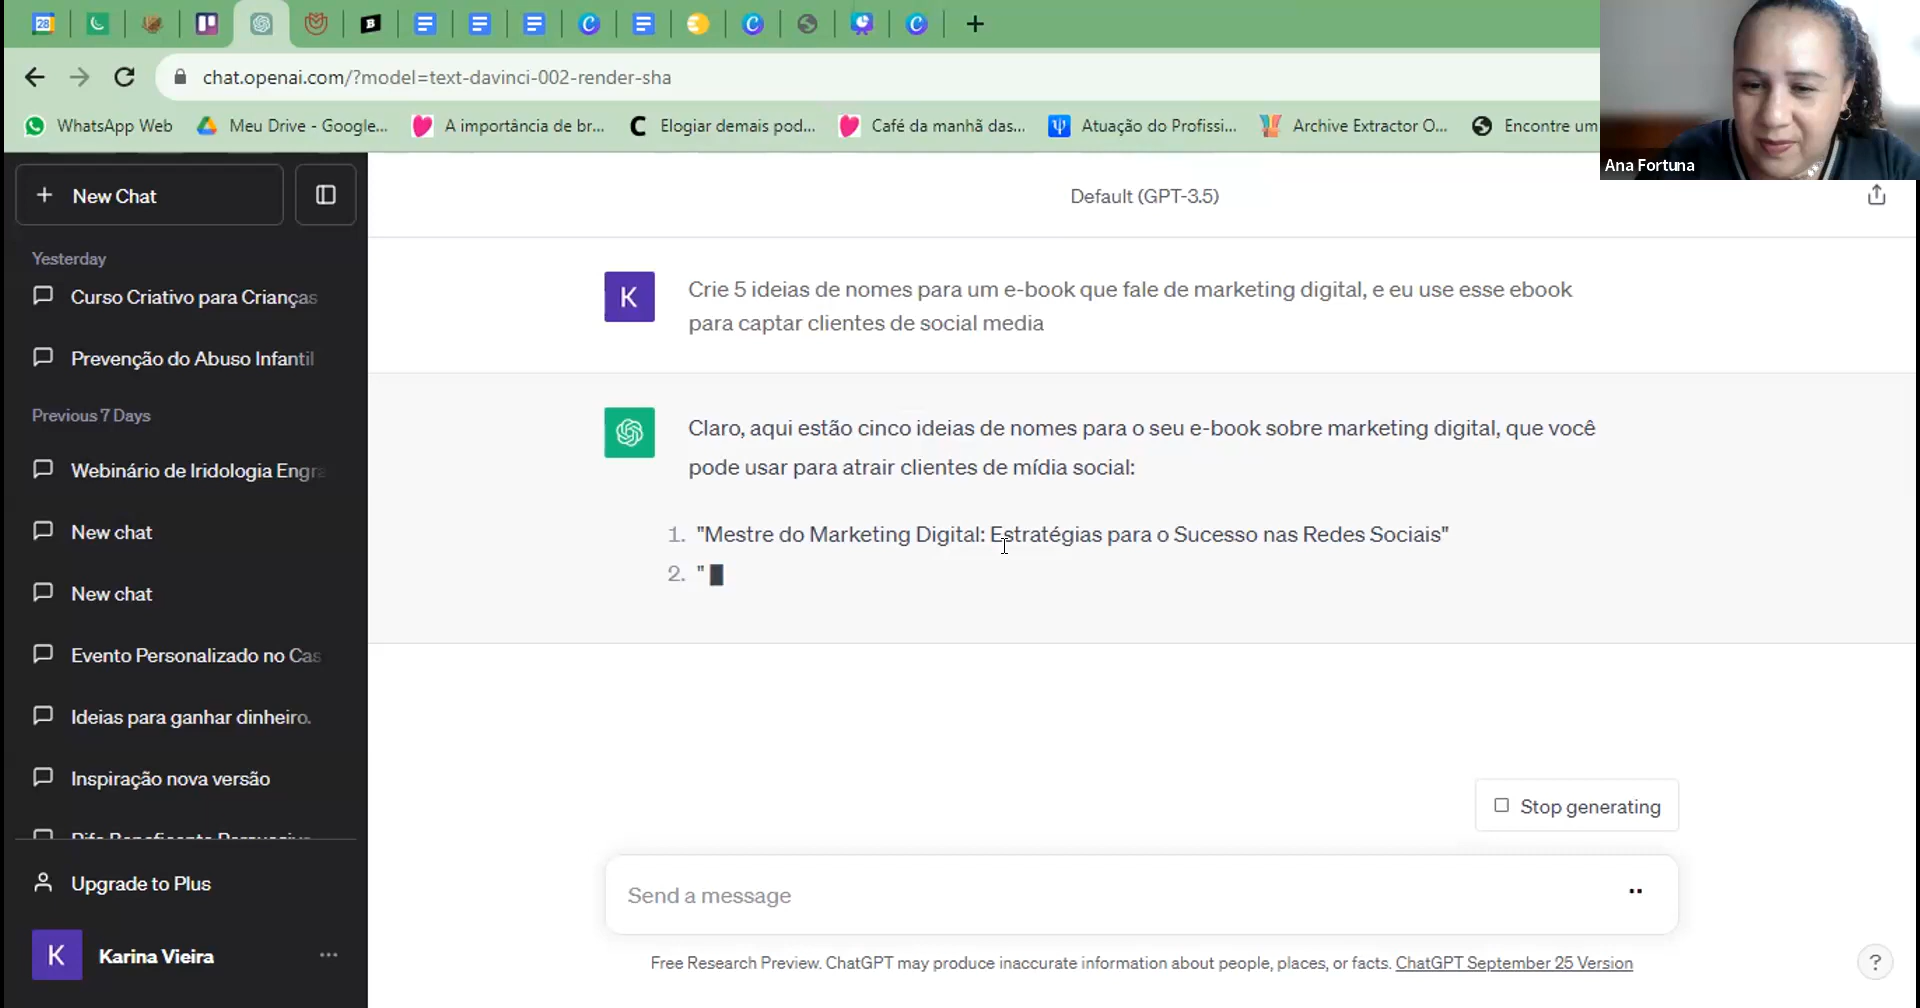 28
B
chat.openai.com/?model=text-davinci-002-render-sha
WhatsApp Web
Meu Drive - Google...
A importância de br...
Elogiar demais pod...
Café da manhã das...
Atuação do Profissi...
Archive Extractor O...
Encontre um
Ana Fortuna
New Chat
Default (GPT-3.5)
Yesterday
Curso Criativo para Crianças
Prevenção do Abuso Infantil
Previous 7 Days
Webinário de Iridologia Engra
New chat
New chat
Evento Personalizado no Cas
Ideias para ganhar dinheiro.
Inspiração nova versão
Upgrade to Plus
K
Karina Vieira
K
Crie 5 ideias de nomes para um e-book que fale de marketing digital, e eu use esse ebook
para captar clientes de social media
Claro, aqui estão cinco ideias de nomes para o seu e-book sobre marketing digital, que você
pode usar para atrair clientes de mídia social:
1. "Mestre do Marketing Digital: Estratégias para o Sucesso nas Redes Sociais"
2. "
Stop generating
Send a message
Free Research Preview. ChatGPT may produce inaccurate information about people, places, or facts. ChatGPT September 25 Version
?